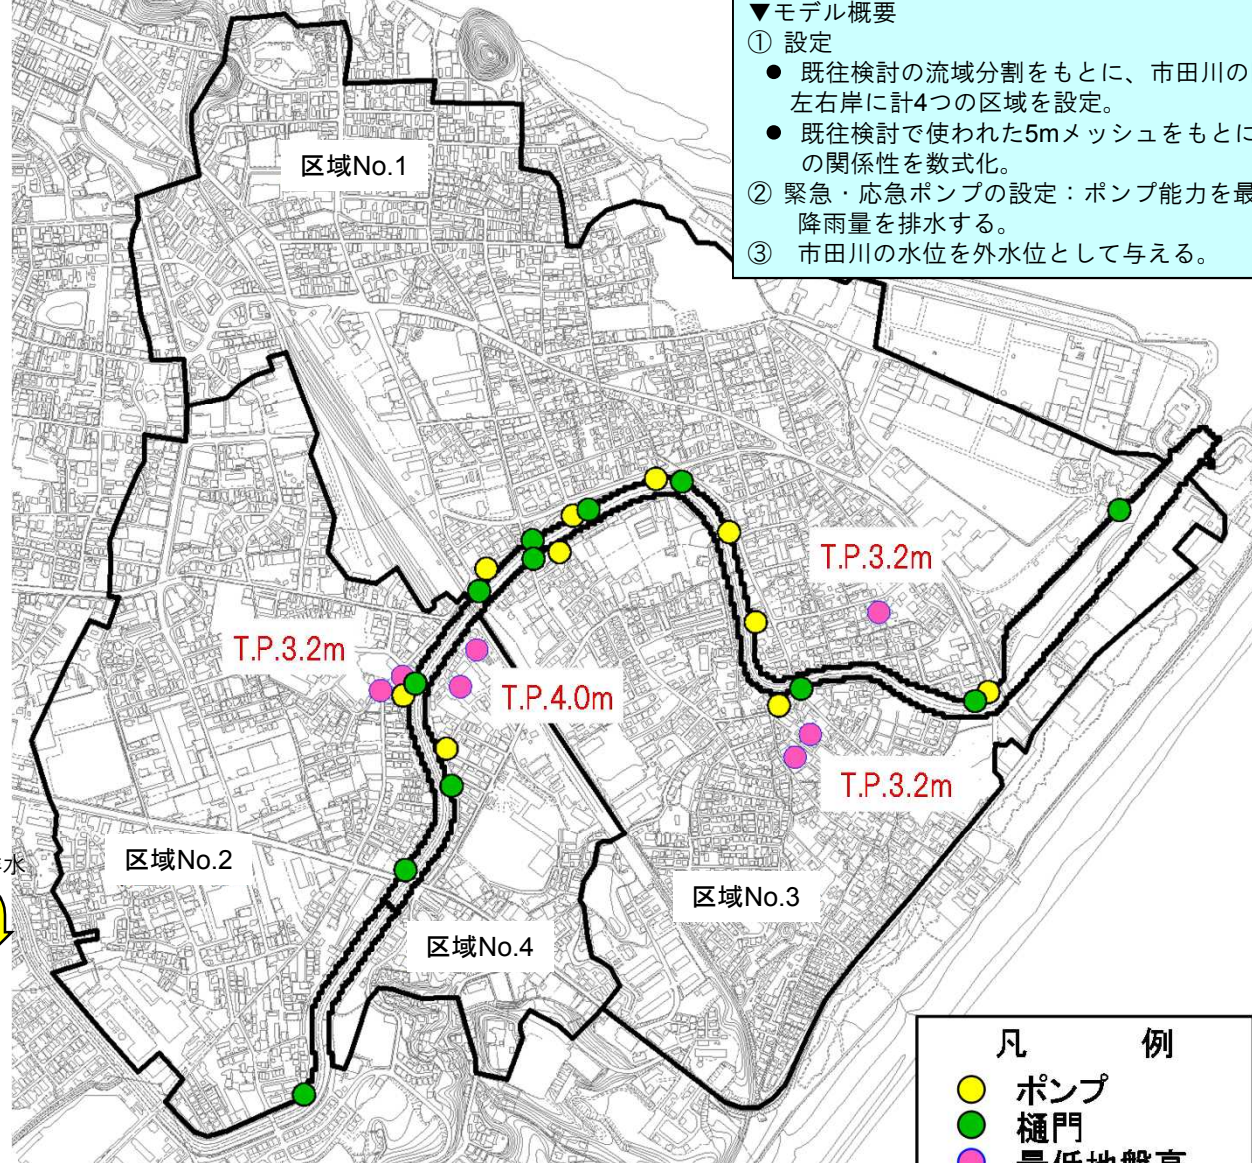 ▼モデル概要
① 設定
● 既往検討の流域分割をもとに、市田川の
左右岸に計4つの区域を設定。
● 既往検討で使われた5mメッシュをもとに
の関係性を数式化。
② 緊急・応急ポンプの設定：ポンプ能力を最
降雨量を排水する。
③ 市田川の水位を外水位として与える。
区域No.1
T.P.3.2m
T.P.3.2m
T.P.4.0m
T.P.3.2m
区域No.2
水
区域No.3
区域No.4
凡 例
ポンプ
樋門
最低地盤高